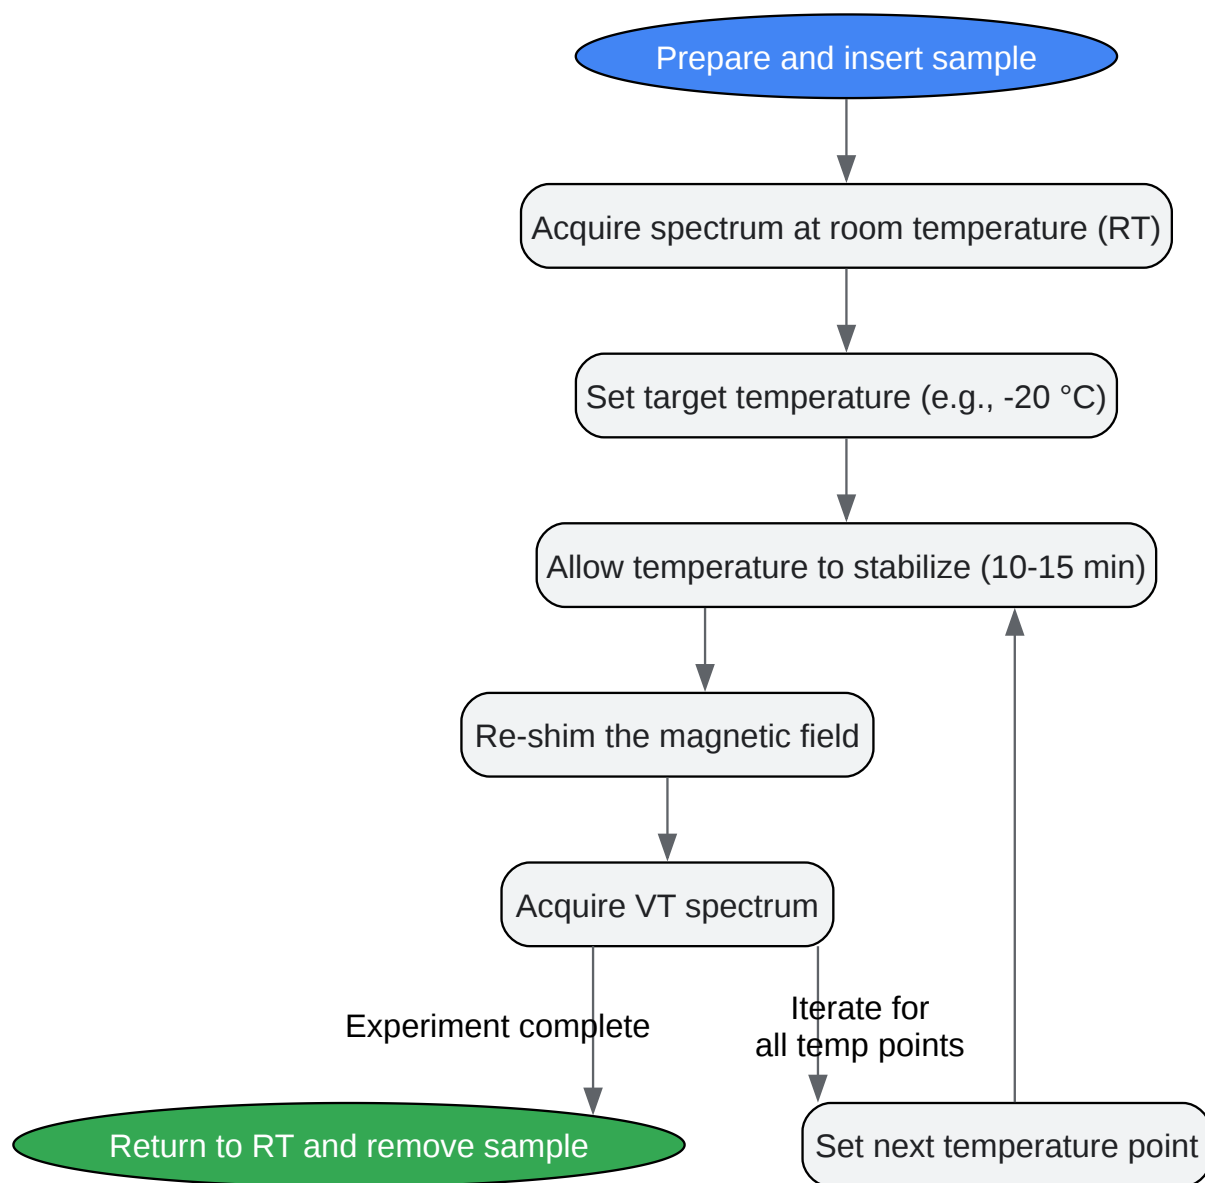 Prepare and insert sample
Acquire spectrum at room temperature (RT)
Set target temperature (e.g., -20 °C)
Allow temperature to stabilize (10-15 min)
Re-shim the magnetic field
Acquire VT spectrum
Experiment complete
Iterate for
all temp points
Return to RT and remove sample
Set next temperature point